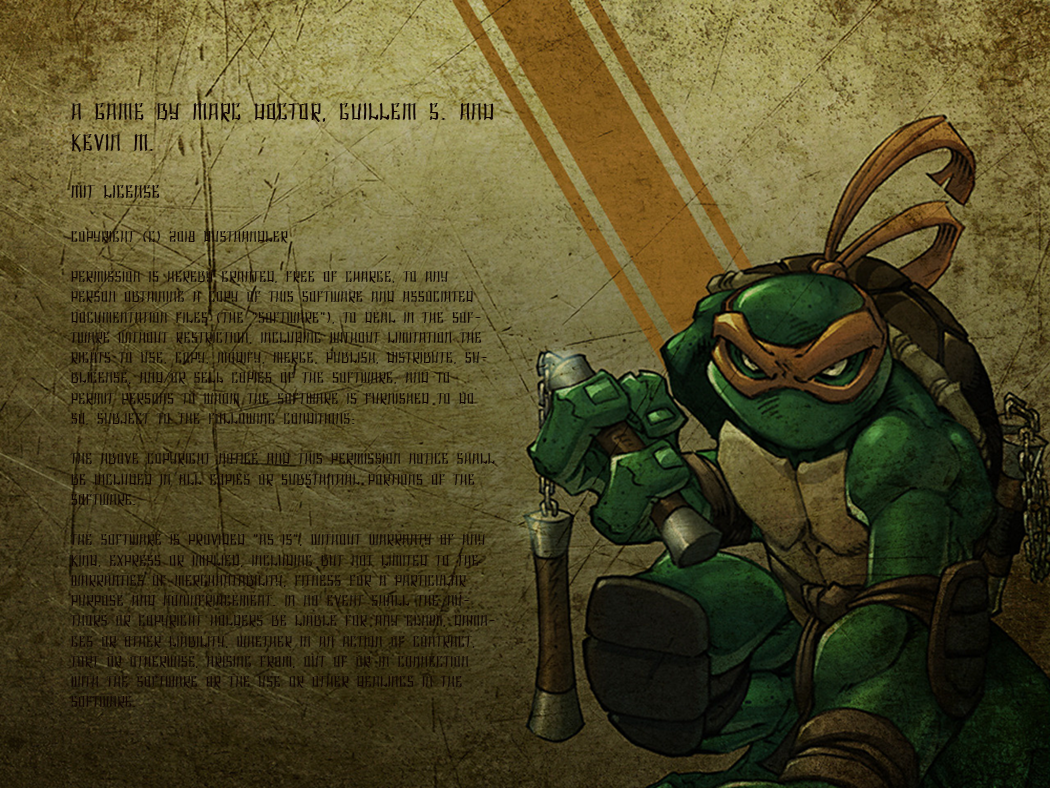 A GAME BY MARC DOCTOR, GUILLEM S. AND
KEVIN M.
MIT LICENSE
COPYRIGHT (C) 2018 DUSTHANDLER
PERMISSION IS HEREBY GRANTED, FREE OF CHARGE, TO ANY
PERSON OBTAINING A COPY OF THIS SOFTWARE AND ASSOCIATED
DOCUMENTATION FILES (THE "SOFTWARE"), TO DEAL IN THE SOF-
TWARE WITHOUT RESTRICTION, INCLUDING WITHOUT LIMITATION THE
RIGHTS TO USE, COPY, MODIFY, MERGE, PUBLISH, DISTRIBUTE, SU-
BLICENSE, AND/OR SELL COPIES OF THE SOFTWARE, AND TO
PERMIT PERSONS TO WHOM THE SOFTWARE IS FURNISHED TO DO
SO, SUBJECT TO THE FOLLOWING CONDITIONS:
THE ABOVE COPYRIGHT NOTICE AND THIS PERMISSION NOTICE SHALL
BE INCLUDED IN ALL COPIES OR SUBSTANTIAL PORTIONS OF THE
SOFTWARE.
THE SOFTWARE IS PROVIDED "AS IS", WITHOUT WARRANTY OF ANY
KIND, EXPRESS OR IMPLIED, INCLUDING BUT NOT LIMITED TO THE
WARRANTIES OF MERCHANTABILITY, FITNESS FOR A PARTICULAR
PURPOSE AND NONINFRINGEMENT. IN NO EVENT SHALL THE AU-
THORS OR COPYRIGHT HOLDERS BE LIABLE FOR ANY CLAIM, DAMA-
GES OR OTHER LIABILITY, WHETHER IN AN ACTION OF CONTRACT,
TORT OR OTHERWISE, ARISING FROM, OUT OF OR IN CONNECTION
WITH THE SOFTWARE OR THE USE OR OTHER DEALINGS IN THE
SOFTWARE.